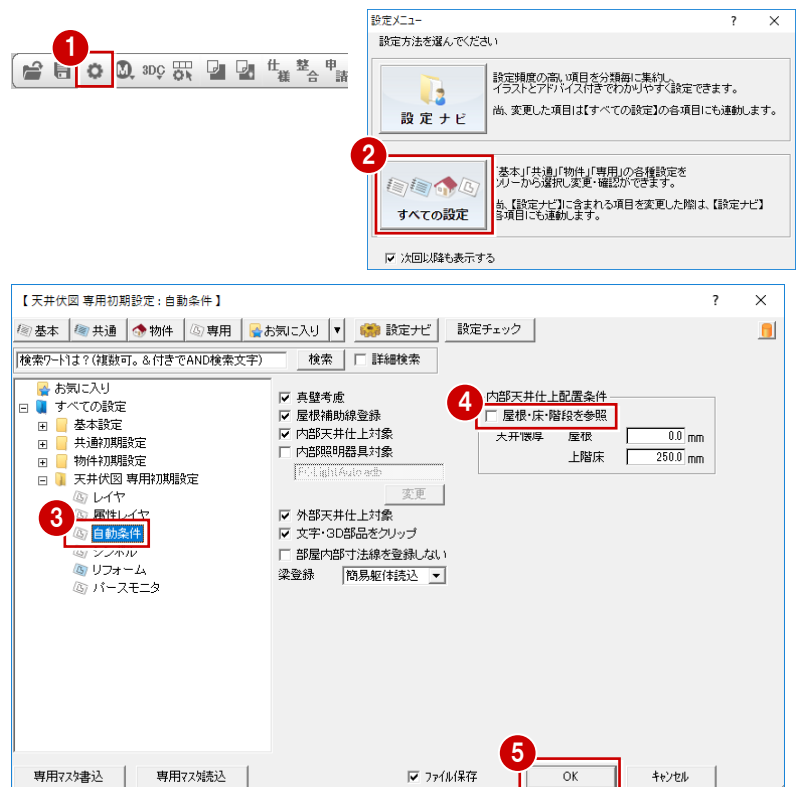 1
3DC
仕様
整合
申請
設定メニュー
?
×
設定方法を選んでください
設定ナビ
設定頻度の高い項目を分類毎に集約し、
イラストとアドバイス付きでわかりやすく設定できます。
尚、変更した項目は【すべての設定】の各項目にも連動します。
2
すべての設定
「基本」「共通」「物件」「専用」の各種設定を
ツリーから選択し変更・確認ができます。
尚、【設定ナビ】に含まれる項目を変更した際は、【設定ナビ】
各項目にも連動します。
次回以降も表示する
【 天井伏図 専用初期設定 : 自動条件 】
?
×
基本
共通
物件
専用
お気に入り
設定ナビ
設定チェック
検索ワードは?(複数可。&付きでAND検索文字)
検索
詳細検索
お気に入り
すべての設定
基本設定
共通初期設定
物件初期設定
天井伏図 専用初期設定
レイヤ
属性レイヤ
3
自動条件
シンボル
リフォーム
パースモニタ
真壁考慮
屋根補助線登録
内部天井仕上対象
内部照明器具対象
F:LightAuto.adb
変更
外部天井仕上対象
文字・3D部品をクリップ
部屋内部寸法線を登録しない
梁登録
簡易躯体読込
4
内部天井仕上配置条件
屋根・床・階段を参照
天井懐厚 屋根 0.0 mm
上階床 250.0 mm
5
専用マスタ書込
専用マスタ読込
ファイル保存
OK
キャンセル